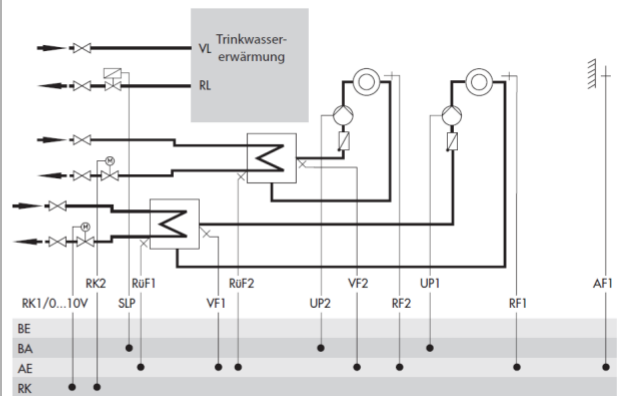 VL
Trinkwasser-
erwärmung
RL
M
M
RK2 RüF1 RüF2 VF2 UP1 AF1
RK1/0...10V SLP VF1 UP2 RF2 RF1
BE
BA
AE
RK